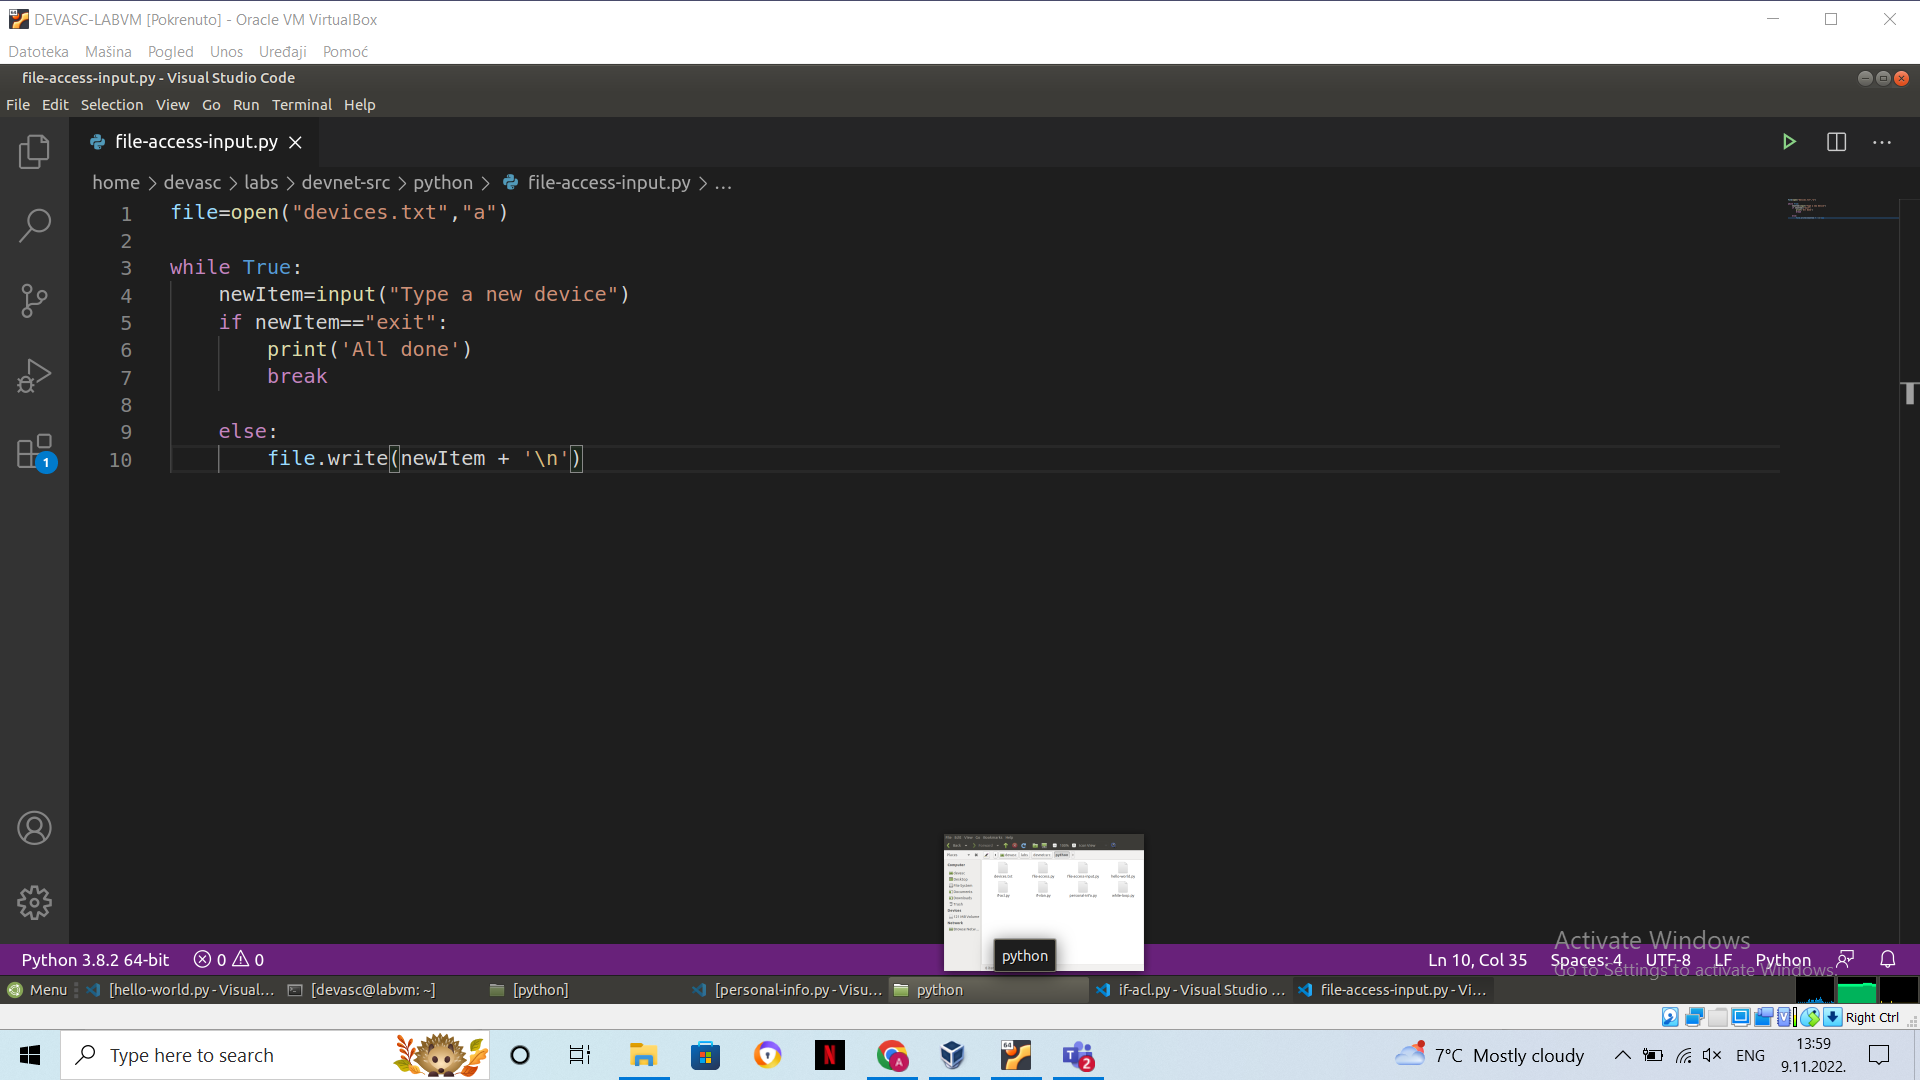 DEVASC-LABVM [Pokrenuto] - Oracle VM VirtualBox
Datoteka Mašina Pogled Unos Uređaji Pomoć
file-access-input.py - Visual Studio Code
File Edit Selection View Go Run Terminal Help
file-access-input.py
home > devasc > labs > devnet-src > python > file-access-input.py > ...
1 file=open("devices.txt","a")
2
3 while True:
4 newItem=input("Type a new device")
5 if newItem=="exit":
6 print('All done')
7 break
8
9 else:
10 file.write(newItem + '\n')
1
python
Activate Windows
Go to Settings to activate Windows.
Python 3.8.2 64-bit 0 0 Ln 10, Col 35 Spaces: 4 UTF-8 LF Python
Menu [hello-world.py - Visual... [devasc@labvm: ~] [python] [personal-info.py - Visu... python if-acl.py - Visual Studio ... file-access-input.py - Vi...
Right Ctrl
Type here to search 7°C Mostly cloudy ENG 13:59
9.11.2022.